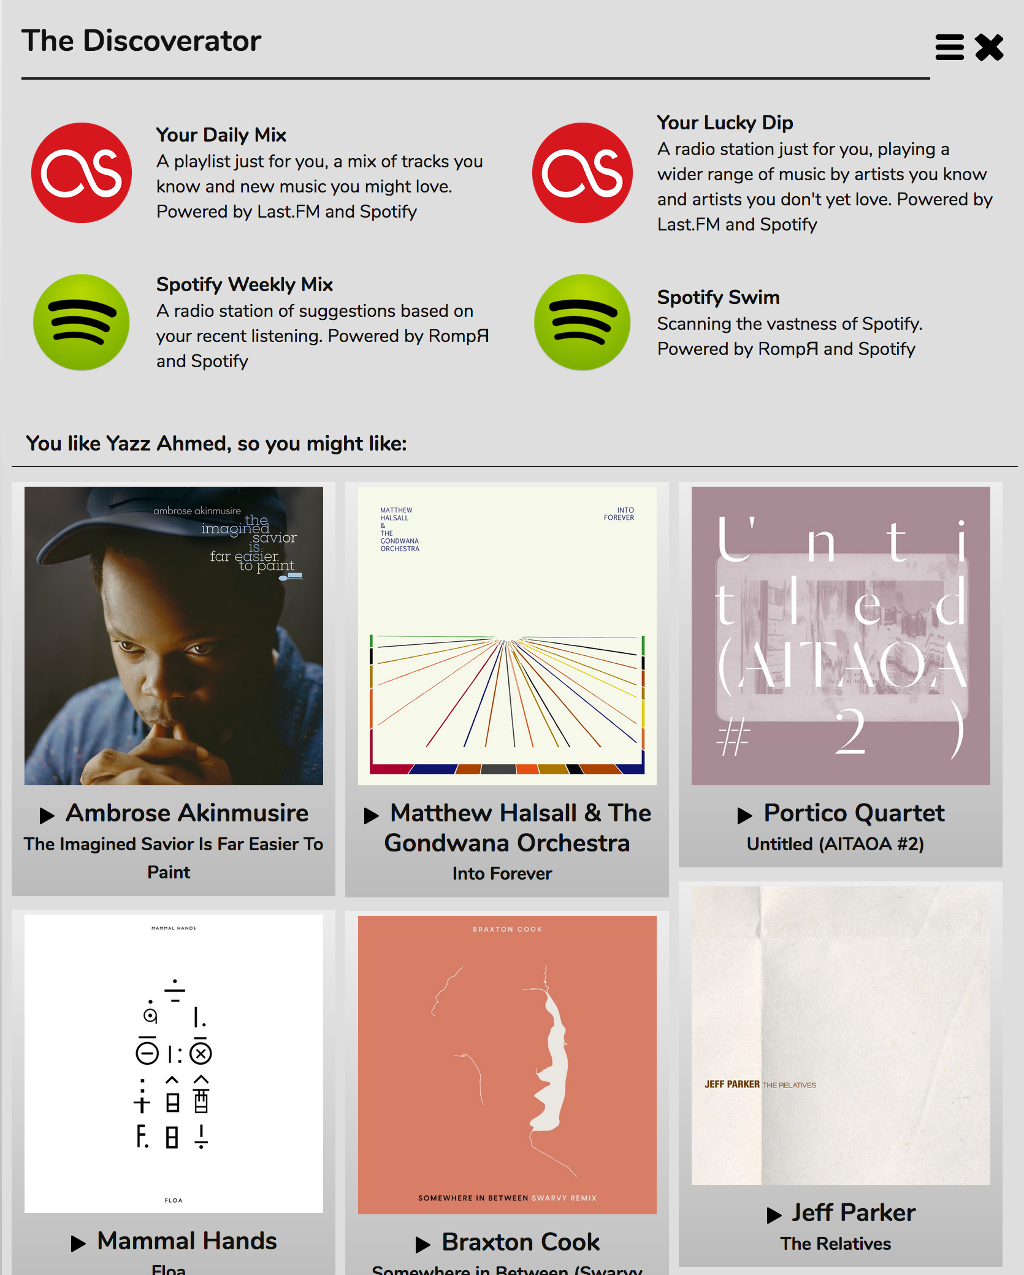 The Discoverator
Your Daily Mix
A playlist just for you, a mix of tracks you
know and new music you might love.
Powered by Last.FM and Spotify
Your Lucky Dip
A radio station just for you, playing a
wider range of music by artists you know
and artists you don't yet love. Powered by
Last.FM and Spotify
Spotify Weekly Mix
A radio station of suggestions based on
your recent listening. Powered by RompЯ
and Spotify
Spotify Swim
Scanning the vastness of Spotify.
Powered by RompЯ and Spotify
You like Yazz Ahmed, so you might like:
ambrose akinmusire
the
imagined
savior
is
far easier
to paint
Ambrose Akinmusire
The Imagined Savior Is Far Easier To
Paint
MATTHEW
HALSALL
&
THE
GONDWANA
ORCHESTRA
INTO
FOREVER
Matthew Halsall & The
Gondwana Orchestra
Into Forever
U n t i
t l e d
(AITAOA
# 2 )
Portico Quartet
Untitled (AITAOA #2)
MAMMAL HANDS
FLOA
Mammal Hands
Floa
BRAXTON COOK
SOMEWHERE IN BETWEEN SWARVY REMIX
Braxton Cook
Somewhere in Between (Swarvy
JEFF PARKER THE RELATIVES
Jeff Parker
The Relatives